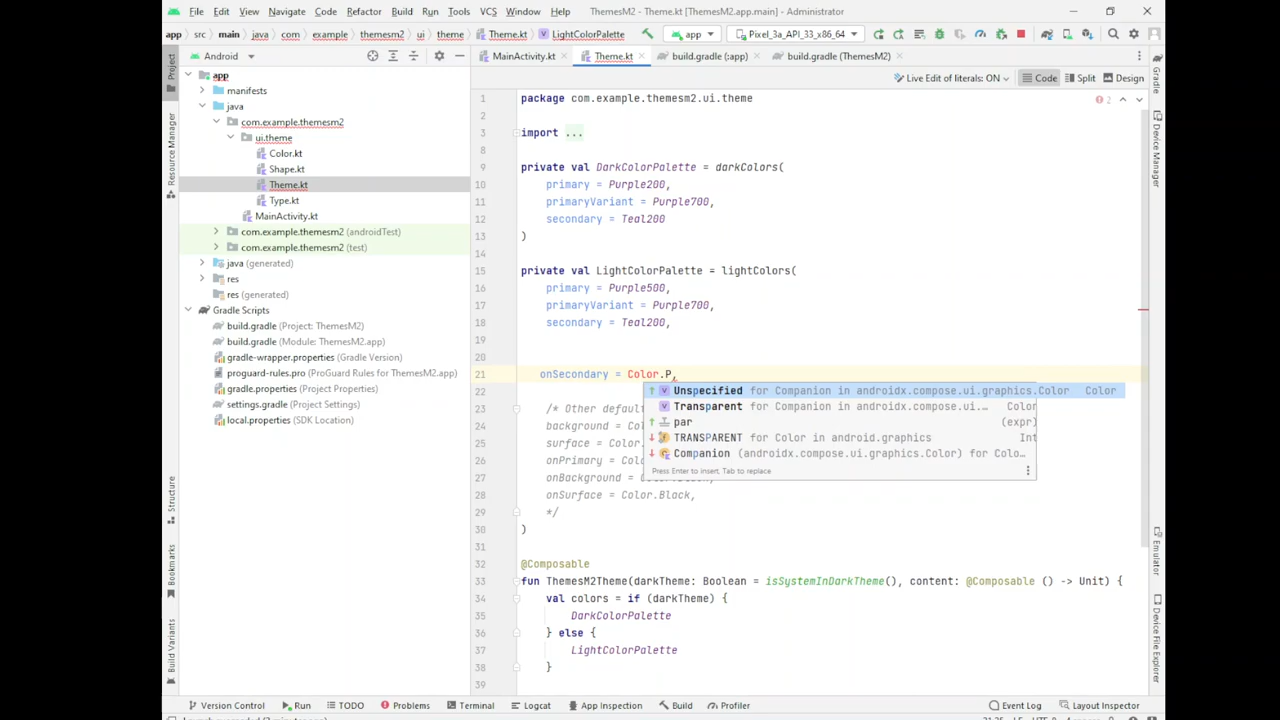 File Edit View Navigate Code Refactor Build Run Tools VCS Window Help ThemesM2 - Theme.kt [ThemesM2.app.main] - Administrator
app src main java com example themesm2 ui theme Theme.kt LightColorPalette app Pixel_3a_API_33_x86_64
Android MainActivity.kt Theme.kt build.gradle (:app) build.gradle (ThemesM2)
Live Edit of literals: ON Code Split Design
Project
Resource Manager
Structure
Bookmarks
Build Variants
app
manifests
java
com.example.themesm2
ui.theme
Color.kt
Shape.kt
Theme.kt
Type.kt
MainActivity.kt
com.example.themesm2 (androidTest)
com.example.themesm2 (test)
java (generated)
res
res (generated)
Gradle Scripts
build.gradle (Project: ThemesM2)
build.gradle (Module: ThemesM2.app)
gradle-wrapper.properties (Gradle Version)
proguard-rules.pro (ProGuard Rules for ThemesM2.app)
gradle.properties (Project Properties)
settings.gradle (Project Settings)
local.properties (SDK Location)
1 package com.example.themesm2.ui.theme
2
3 import ...
8
9 private val DarkColorPalette = darkColors(
10 primary = Purple200,
11 primaryVariant = Purple700,
12 secondary = Teal200
13 )
14
15 private val LightColorPalette = lightColors(
16 primary = Purple500,
17 primaryVariant = Purple700,
18 secondary = Teal200,
19
20
21 onSecondary = Color.P,
22
23 /* Other default
24 background = Col
25 surface = Color.
26 onPrimary = Colo
27 onBackground = Color.Black,
28 onSurface = Color.Black,
29 */
30 )
31
32 @Composable
33 fun ThemesM2Theme(darkTheme: Boolean = isSystemInDarkTheme(), content: @Composable () -> Unit) {
34 val colors = if (darkTheme) {
35 DarkColorPalette
36 } else {
37 LightColorPalette
38 }
39
Unspecified for Companion in androidx.compose.ui.graphics.Color Color
Transparent for Companion in androidx.compose.ui... Color
par (expr)
TRANSPARENT for Color in android.graphics Int
Companion (androidx.compose.ui.graphics.Color) for Colo...
Press Enter to insert, Tab to replace
2
Gradle
Device Manager
Emulator
Device File Explorer
Version Control Run TODO Problems Terminal Logcat App Inspection Build Profiler Event Log Layout Inspector